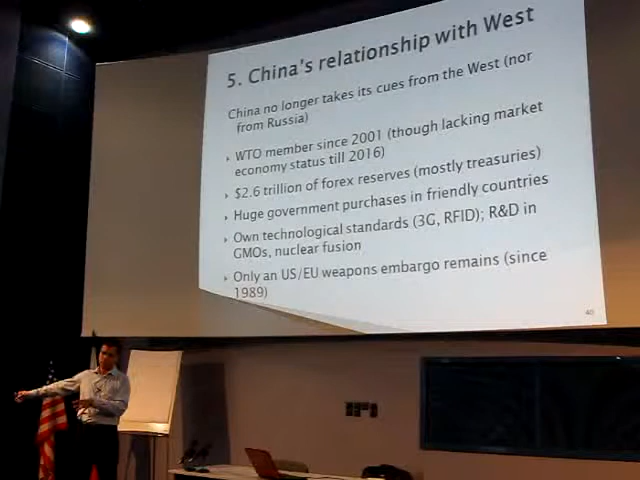 5. China's relationship with West
China no longer takes its cues from the West (nor
from Russia)
WTO member since 2001 (though lacking market
economy status till 2016)
$2.6 trillion of forex reserves (mostly treasuries)
Huge government purchases in friendly countries
Own technological standards (3G, RFID); R&D in
GMOs, nuclear fusion
Only an US/EU weapons embargo remains (since
1989)
40